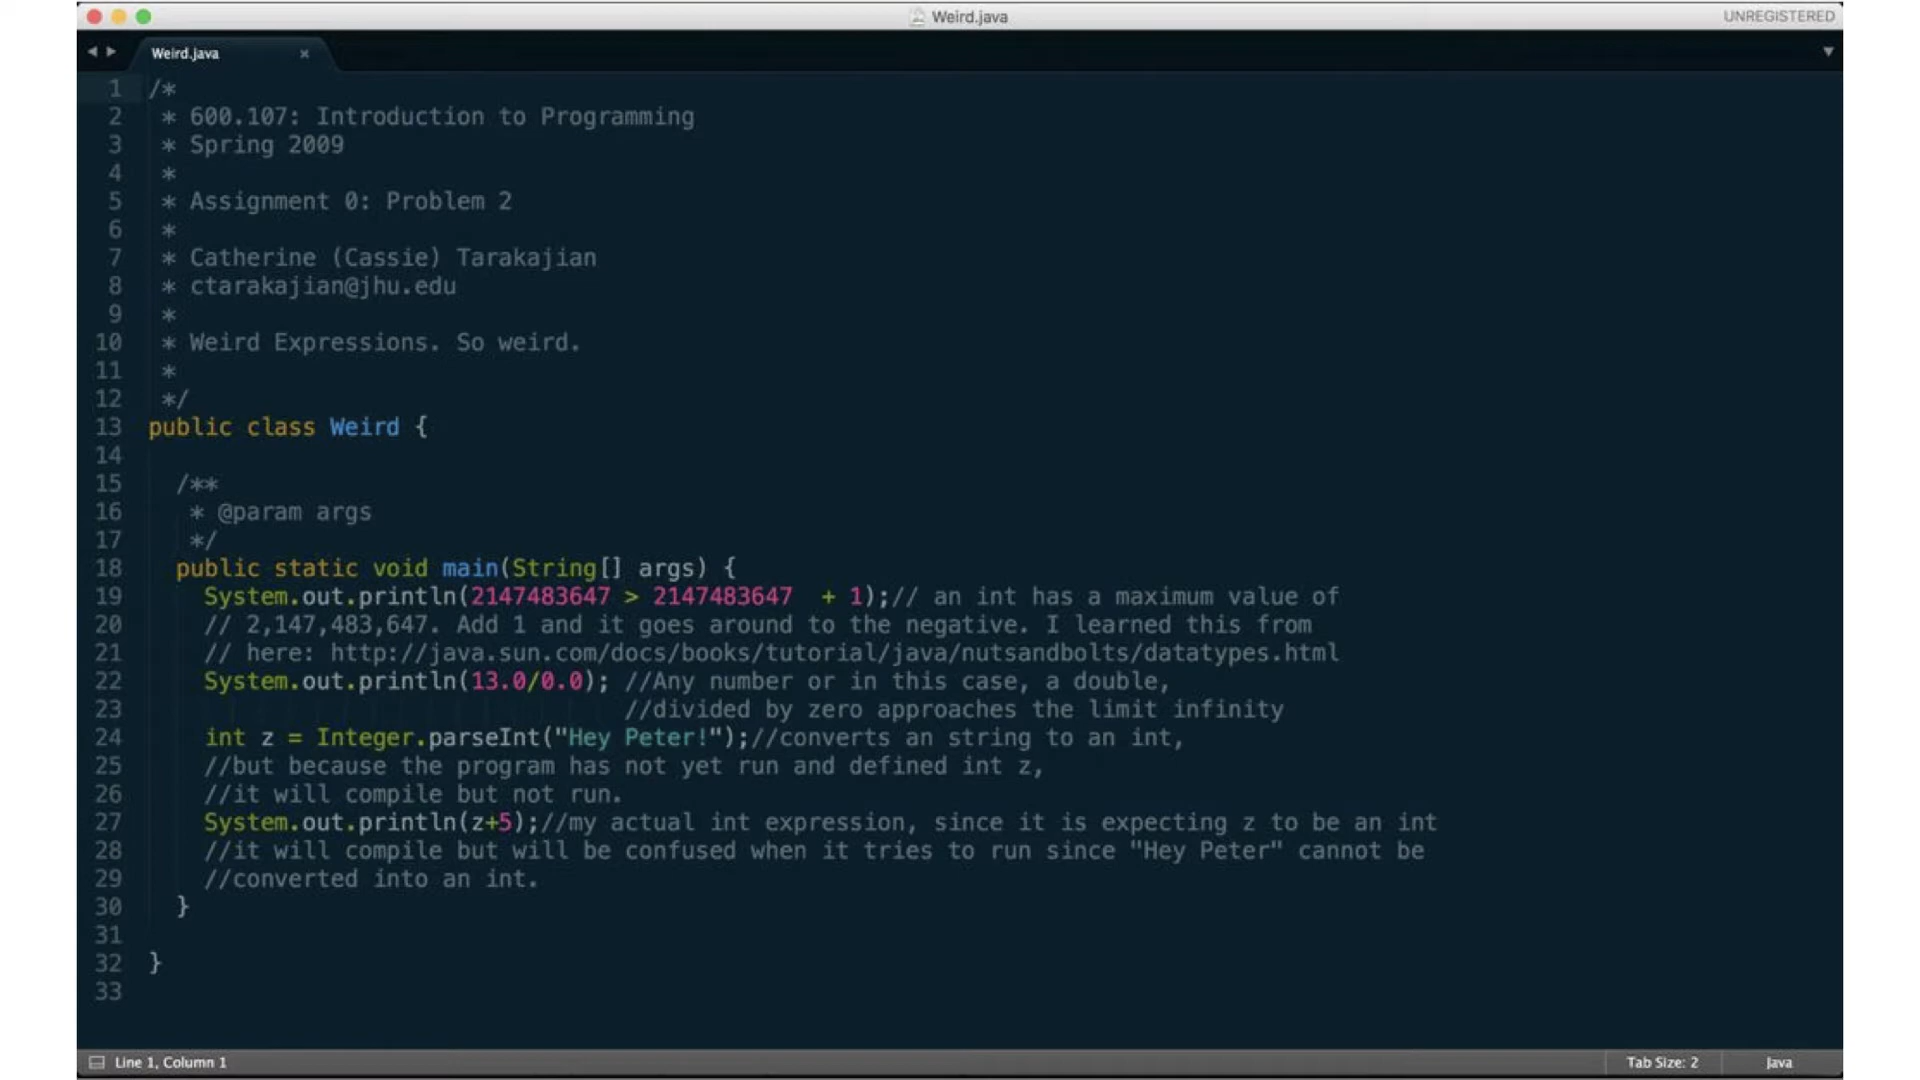 Weird.java
UNREGISTERED
Weird.java
1 /*
2 * 600.107: Introduction to Programming
3 * Spring 2009
4 *
5 * Assignment 0: Problem 2
6 *
7 * Catherine (Cassie) Tarakajian
8 * ctarakajian@jhu.edu
9 *
10 * Weird Expressions. So weird.
11 *
12 */
13 public class Weird {
14
15 /**
16 * @param args
17 */
18 public static void main(String[] args) {
19 System.out.println(2147483647 > 2147483647  + 1);// an int has a maximum value of
20 // 2,147,483,647. Add 1 and it goes around to the negative. I learned this from
21 // here: http://java.sun.com/docs/books/tutorial/java/nutsandbolts/datatypes.html
22 System.out.println(13.0/0.0); //Any number or in this case, a double,
23 //divided by zero approaches the limit infinity
24 int z = Integer.parseInt("Hey Peter!");//converts an string to an int,
25 //but because the program has not yet run and defined int z,
26 //it will compile but not run.
27 System.out.println(z+5);//my actual int expression, since it is expecting z to be an int
28 //it will compile but will be confused when it tries to run since "Hey Peter" cannot be
29 //converted into an int.
30 }
31
32 }
33
Line 1, Column 1
Tab Size: 2
Java